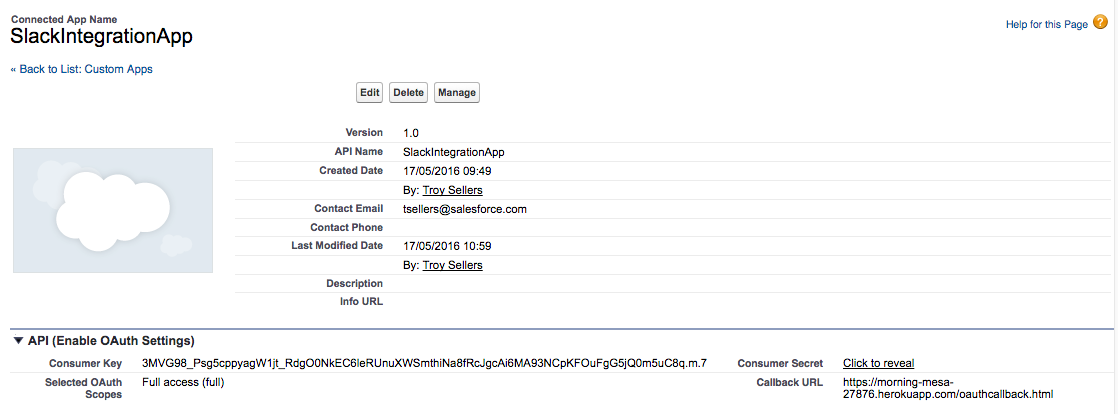 Connected App Name
SlackIntegrationApp
Help for this Page ?
« Back to List: Custom Apps
Edit Delete Manage
Version 1.0
API Name SlackIntegrationApp
Created Date 17/05/2016 09:49
By: Troy Sellers
Contact Email tsellers@salesforce.com
Contact Phone
Last Modified Date 17/05/2016 10:59
By: Troy Sellers
Description
Info URL
API (Enable OAuth Settings)
Consumer Key 3MVG98_Psg5cppyagW1jt_RdgO0NkEC6leRUnuXWSmthiNa8fRcJgcAi6MA93NCpKFOuFgG5jQ0m5uC8q.m.7 Consumer Secret Click to reveal
Selected OAuth Scopes Full access (full) Callback URL https://morning-mesa-
27876.herokuapp.com/oauthcallback.html